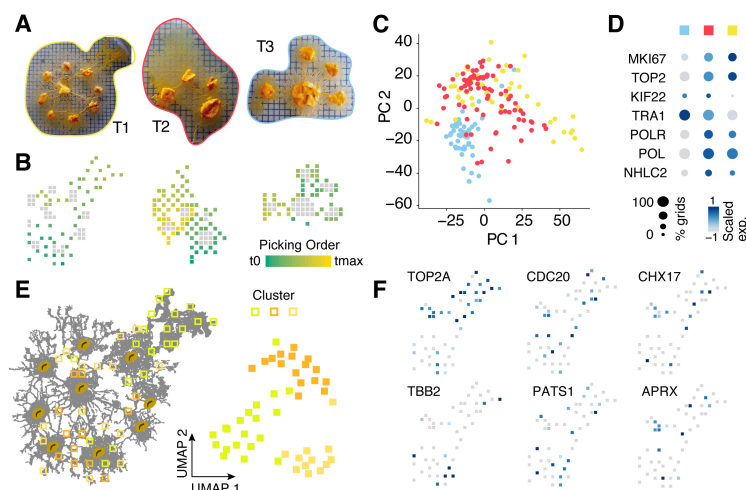 A
T1
T2
T3
B
Picking Order
t0
tmax
C
PC 2
40
20
0
−20
−40
−60
−25
0
25
50
PC 1
D
MKI67
TOP2
KIF22
TRA1
POLR
POL
NHLC2
100
0
% grids
1
−1
Scaled
exp.
E
Cluster
UMAP 2
UMAP 1
F
TOP2A
CDC20
CHX17
TBB2
PATS1
APRX